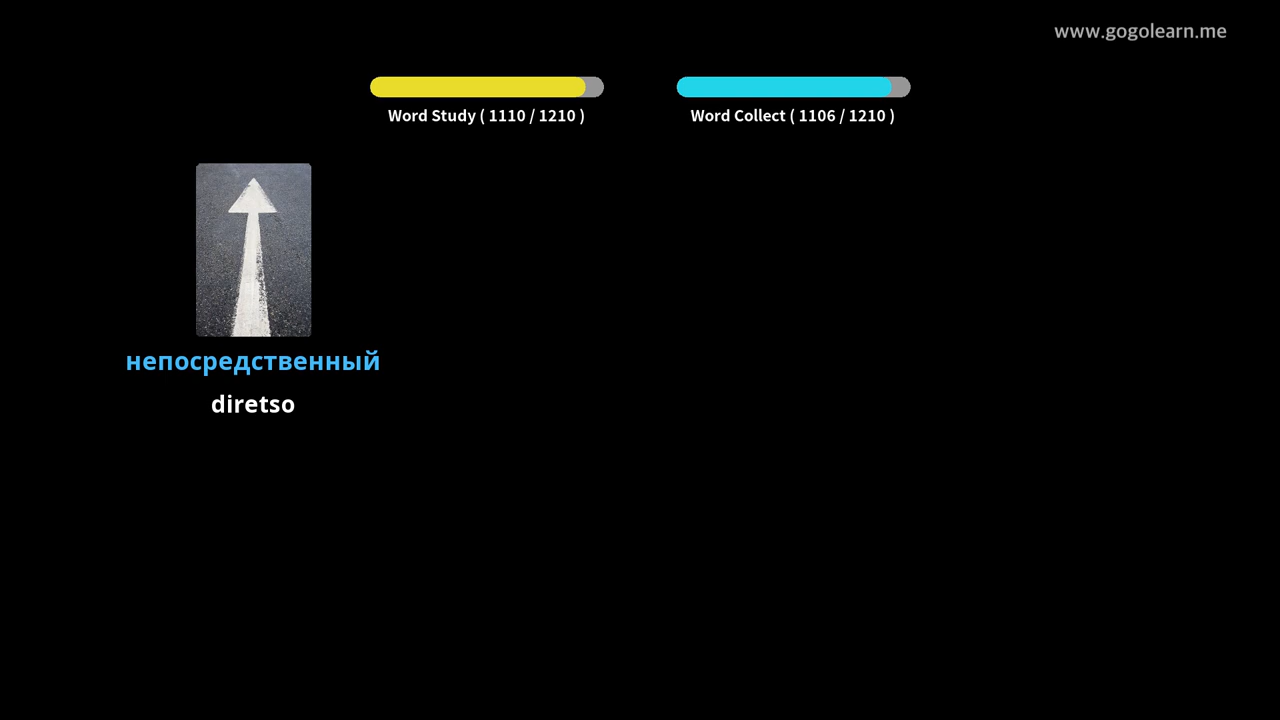 www.gogolearn.me
Word Study ( 1110 / 1210 )
Word Collect ( 1106 / 1210 )
непосредственный
diretso